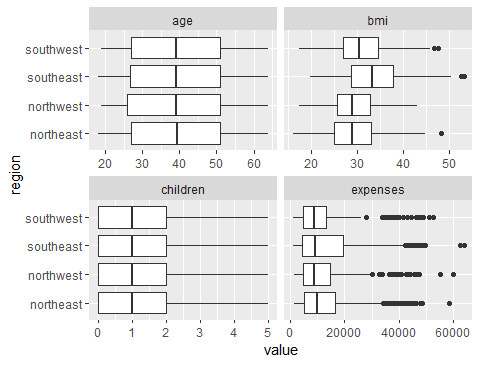 age
bmi
southwest
southeast
northwest
northeast
20 30 40 50 60
20 30 40 50
region
children
expenses
southwest
southeast
northwest
northeast
0 1 2 3 4 5
0 20000 40000 60000
value